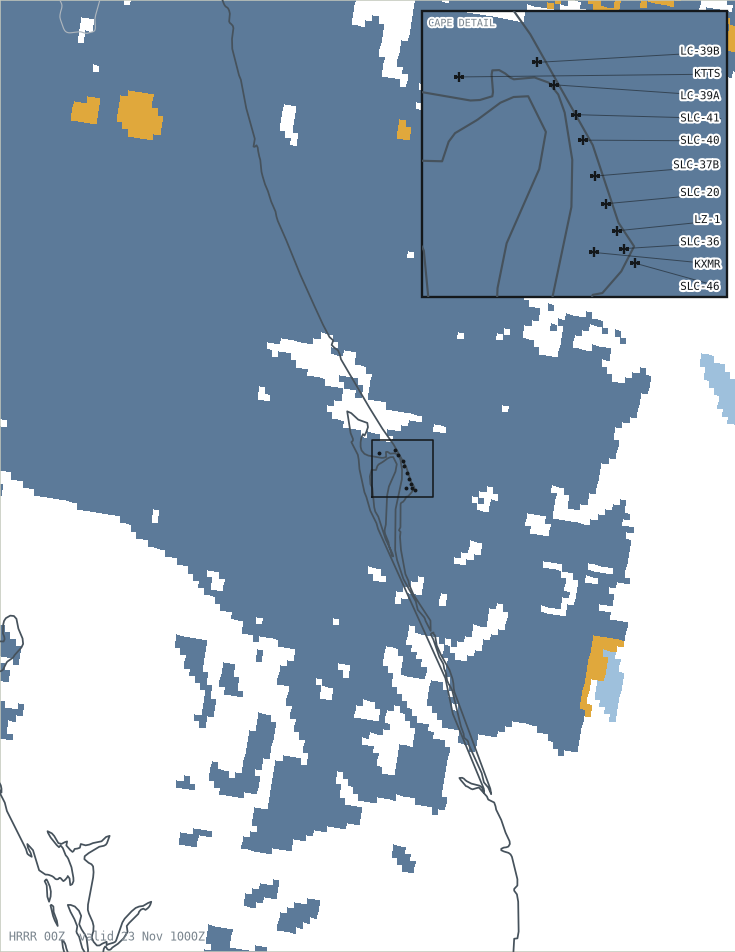 CAPE DETAIL
LC-39B
KTTS
LC-39A
SLC-41
SLC-40
SLC-37B
SLC-20
LZ-1
SLC-36
KXMR
SLC-46
HRRR 00Z  valid 23 Nov 1000Z